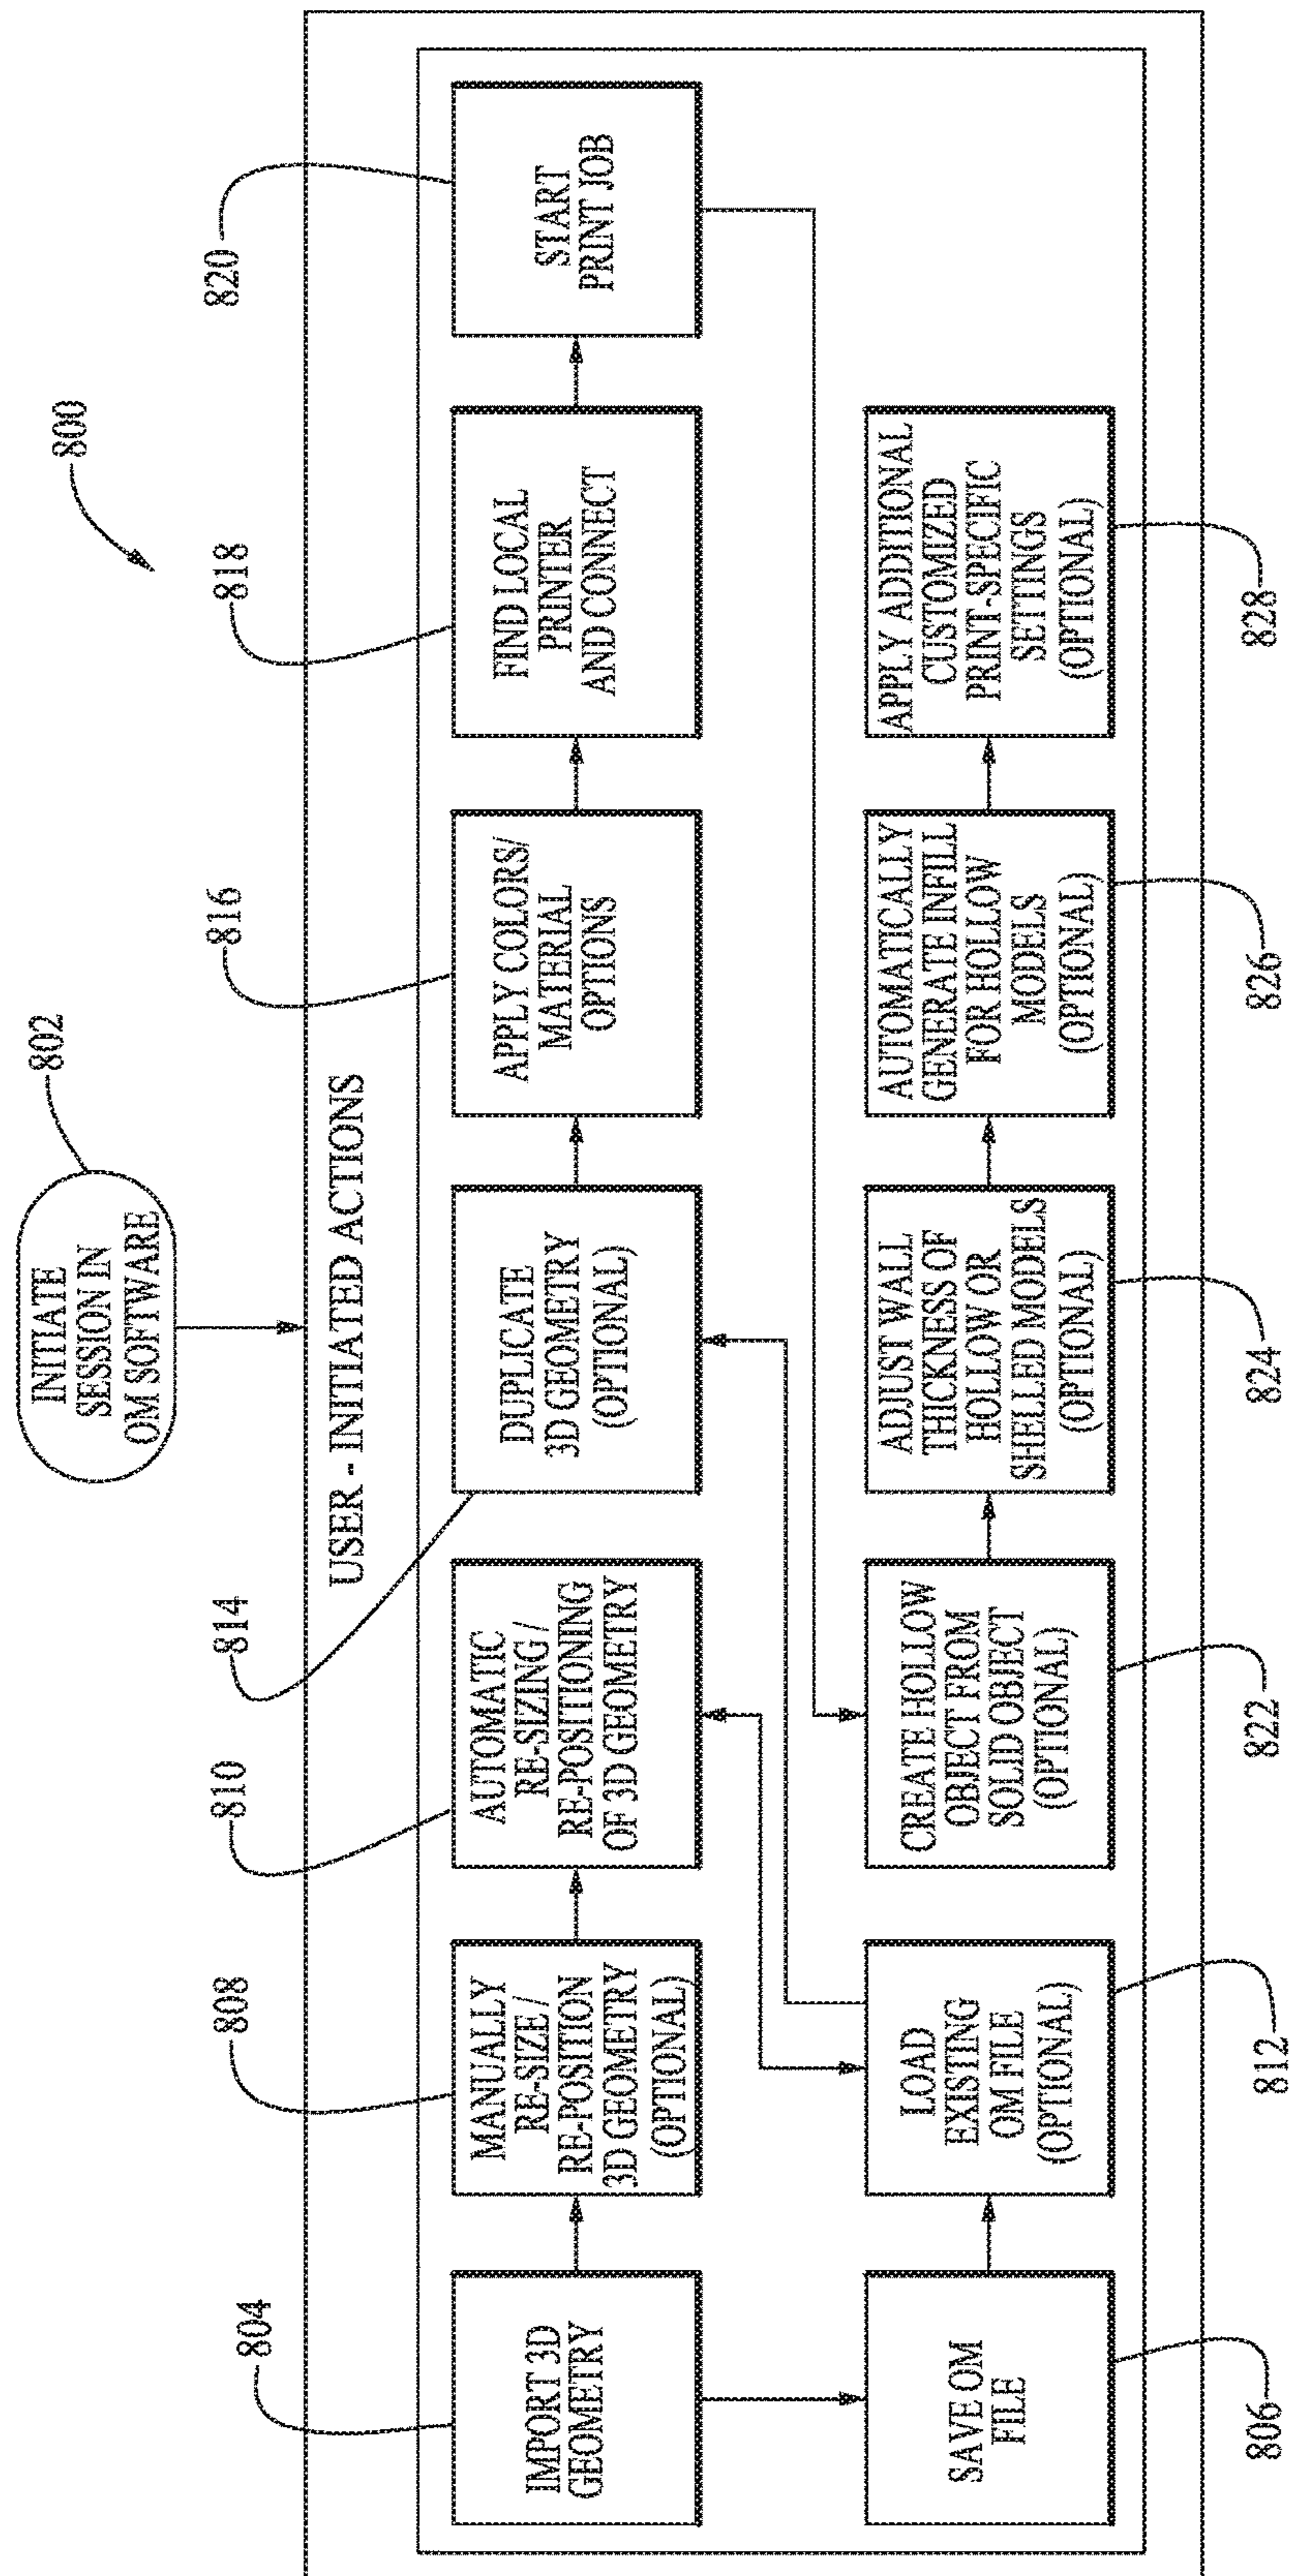 800
802
INITIATE
SESSION IN
OM SOFTWARE
USER - INITIATED ACTIONS
804
IMPORT 3D
GEOMETRY
808
MANUALLY
RE-SIZE /
RE-POSITION
3D GEOMETRY
(OPTIONAL)
810
AUTOMATIC
RE-SIZING /
RE-POSITIONING
OF 3D GEOMETRY
814
DUPLICATE
3D GEOMETRY
(OPTIONAL)
816
APPLY COLORS/
MATERIAL
OPTIONS
818
FIND LOCAL
PRINTER
AND CONNECT
820
START
PRINT JOB
SAVE OM
FILE
806
LOAD
EXISTING
OM FILE
(OPTIONAL)
812
CREATE HOLLOW
OBJECT FROM
SOLID OBJECT
(OPTIONAL)
822
ADJUST WALL
THICKNESS OF
HOLLOW OR
SHELLED MODELS
(OPTIONAL)
824
AUTOMATICALLY
GENERATE INFILL
FOR HOLLOW
MODELS
(OPTIONAL)
826
APPLY ADDITIONAL
CUSTOMIZED
PRINT-SPECIFIC
SETTINGS
(OPTIONAL)
828